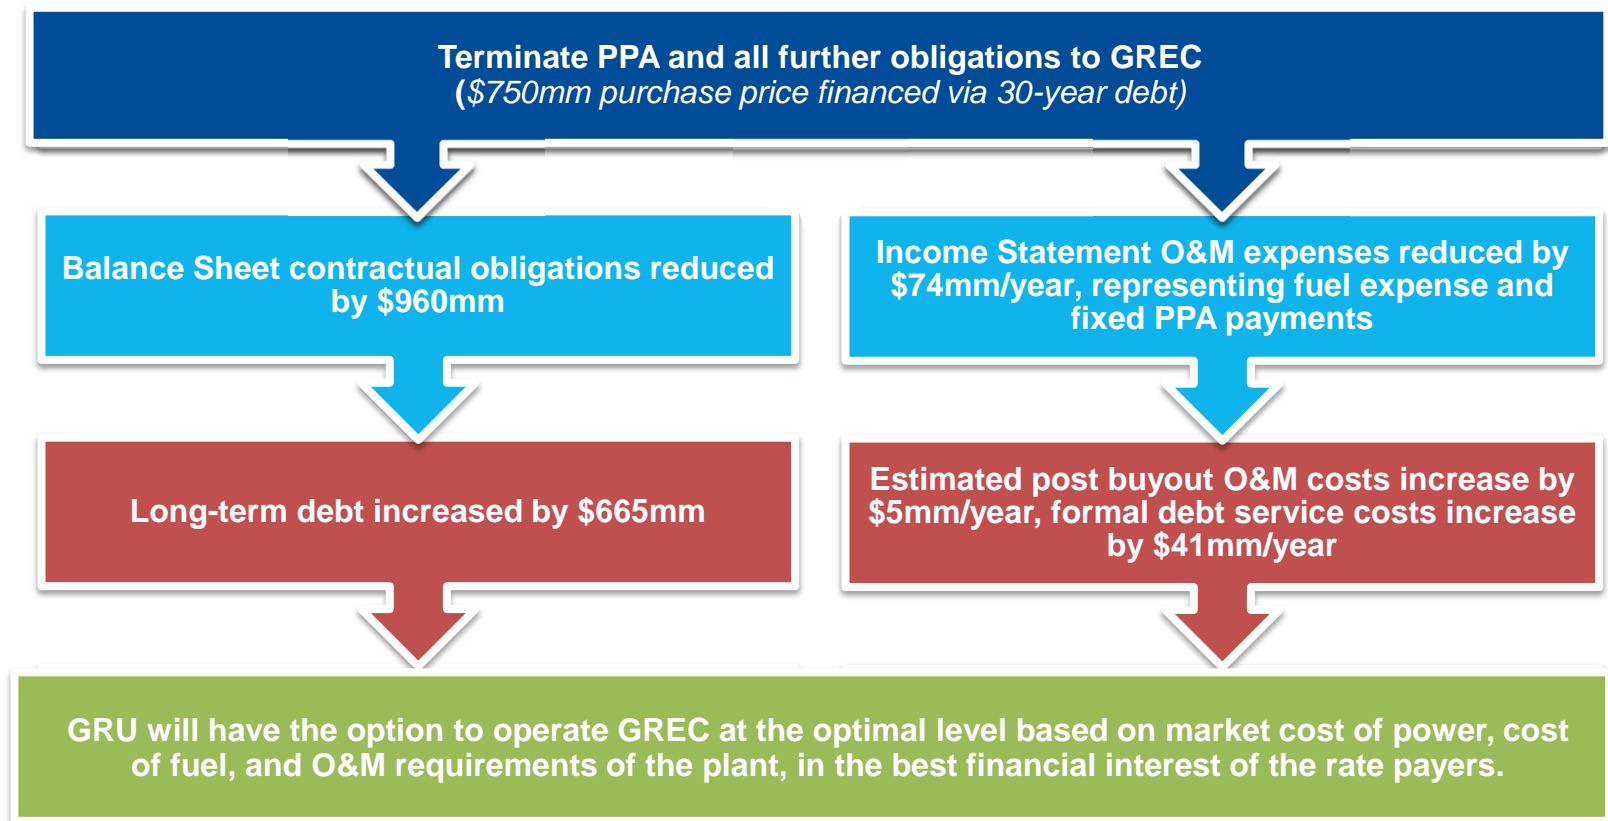 Terminate PPA and all further obligations to GREC
($750mm purchase price financed via 30-year debt)
Balance Sheet contractual obligations reduced
by $960mm
Income Statement O&M expenses reduced by
$74mm/year, representing fuel expense and
fixed PPA payments
Long-term debt increased by $665mm
Estimated post buyout O&M costs increase by
$5mm/year, formal debt service costs increase
by $41mm/year
GRU will have the option to operate GREC at the optimal level based on market cost of power, cost
of fuel, and O&M requirements of the plant, in the best financial interest of the rate payers.